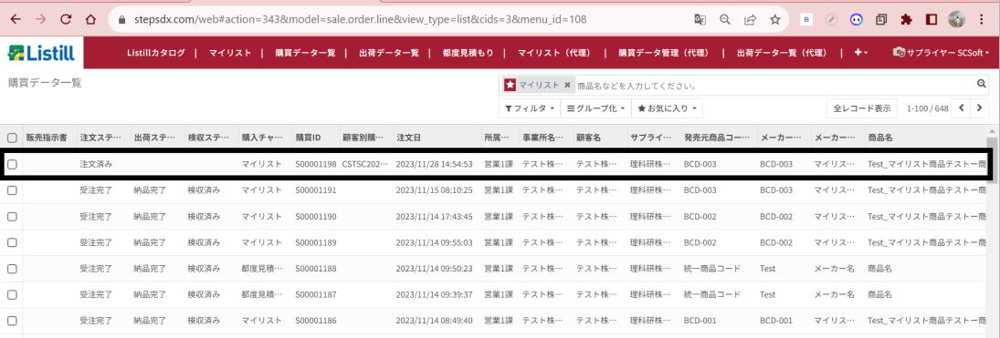 stepsdx.com/web#action=343&model=sale.order.line&view_type=list&cids=3&menu_id=108
Listill Listillカタログ | マイリスト | 購買データ一覧 | 出荷データ一覧 | 都度見積もり | マイリスト（代理） | 購買データ管理（代理） | 出荷データ一覧（代理） | サプライヤー SCSoft
購買データ一覧 マイリスト 商品名などを入力してください。
フィルタ グループ化 お気に入り 全レコード表示 1-100 / 648
販売指示書 注文ステ… 出荷ステ… 検収ステ… 購入チャ… 購買ID 顧客別購… 注文日 所属… 事業所名… 顧客名 サプライ… 発売元商品コー… メーカー… メーカー… 商品名
注文済み マイリスト S00001198 CSTSC202… 2023/11/28 14:54:53 営業1課 テスト株… テスト株… 理科研株… BCD-003 BCD-003 マイリス… Test_マイリスト商品テストー商
受注完了 納品完了 検収済み マイリスト S00001191 2023/11/15 08:10:25 営業1課 テスト株… テスト株… 理科研株… BCD-003 BCD-003 マイリス… Test_マイリスト商品テストー商
受注完了 納品完了 検収済み マイリスト S00001190 2023/11/14 17:43:45 営業1課 テスト株… テスト株… 理科研株… BCD-002 BCD-002 マイリス… Test_マイリスト商品テストー商
受注完了 納品完了 検収済み マイリスト S00001189 2023/11/14 09:55:03 営業1課 テスト株… テスト株… 理科研株… BCD-002 BCD-002 マイリス… Test_マイリスト商品テストー商
受注完了 納品完了 検収済み 都度見積… S00001188 2023/11/14 09:50:23 営業1課 テスト株… テスト株… 理科研株… 統一商品コード Test メーカー名 商品名
受注完了 納品完了 検収済み 都度見積… S00001187 2023/11/14 09:39:37 営業1課 テスト株… テスト株… 理科研株… 統一商品コード Test メーカー名 商品名
受注完了 納品完了 検収済み マイリスト S00001186 2023/11/14 08:49:40 営業1課 テスト株… テスト株… 理科研株… BCD-001 BCD-001 マイリス… Test_マイリスト商品テストー商